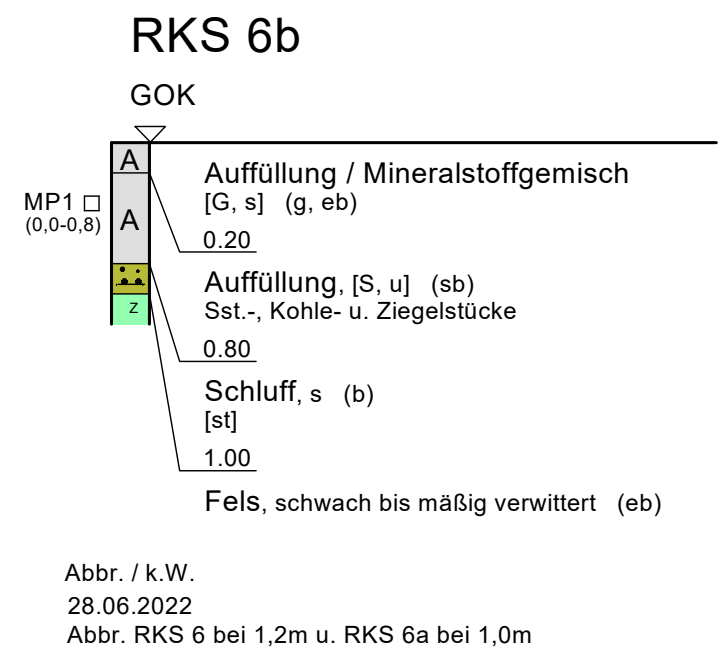 RKS 6b
GOK
A
Auffüllung / Mineralstoffgemisch
[G, s] (g, eb)
MP1 □
(0,0-0,8)
A
0.20
Auffüllung, [S, u] (sb)
Sst.-, Kohle- u. Ziegelstücke
z
0.80
Schluff, s (b)
[st]
1.00
Fels, schwach bis mäßig verwittert (eb)
Abbr. / k.W.
28.06.2022
Abbr. RKS 6 bei 1,2m u. RKS 6a bei 1,0m